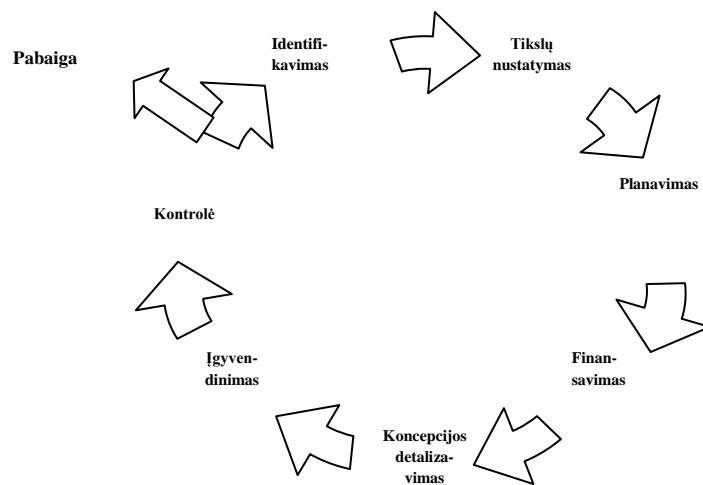 Pabaiga
Identifi-
kavimas
Tikslų
nustatymas
Planavimas
Finan-
savimas
Koncepcijos
detaliza-
vimas
Įgyven-
dinimas
Kontrolė